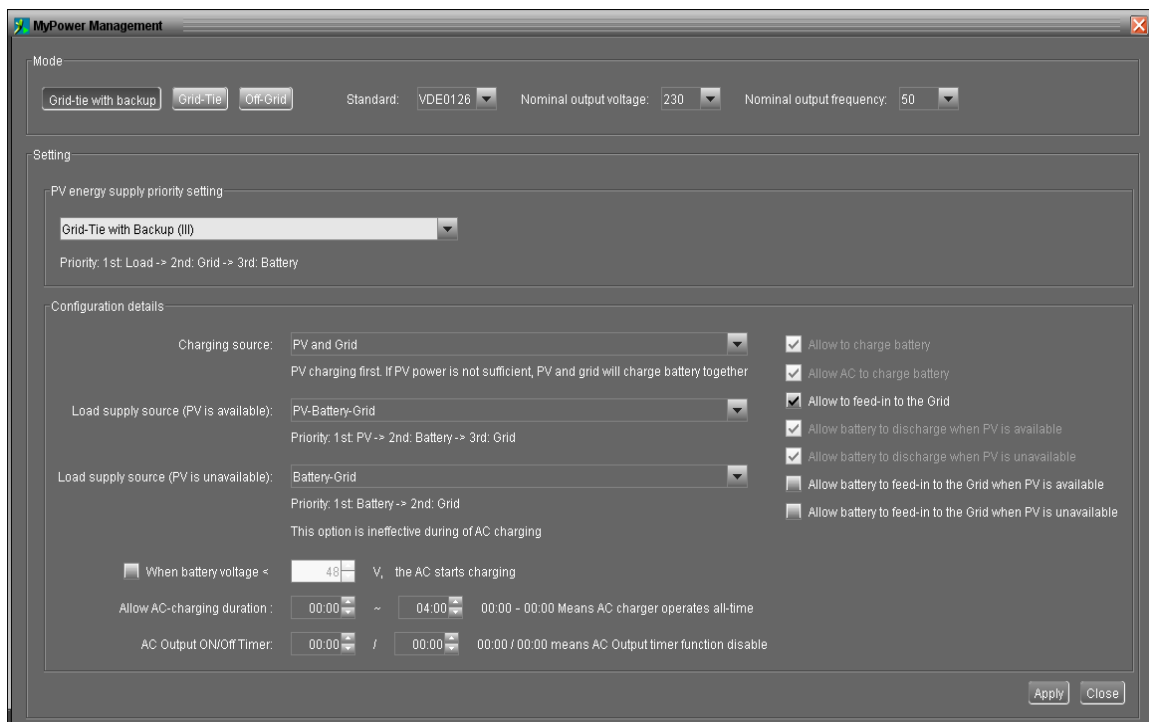 MyPower Management
Mode
Grid-tie with backup Grid-Tie Off-Grid Standard: VDE0126 Nominal output voltage: 230 Nominal output frequency: 50
Setting
PV energy supply priority setting
Grid-Tie with Backup (III)
Priority: 1st: Load -> 2nd: Grid -> 3rd: Battery
Configuration details
Charging source: PV and Grid
PV charging first. If PV power is not sufficient, PV and grid will charge battery together
Load supply source (PV is available): PV-Battery-Grid
Priority: 1st: PV -> 2nd: Battery -> 3rd: Grid
Load supply source (PV is unavailable): Battery-Grid
Priority: 1st: Battery -> 2nd: Grid
This option is ineffective during of AC charging
Allow to charge battery
Allow AC to charge battery
Allow to feed-in to the Grid
Allow battery to discharge when PV is available
Allow battery to discharge when PV is unavailable
Allow battery to feed-in to the Grid when PV is available
Allow battery to feed-in to the Grid when PV is unavailable
When battery voltage < 48 V, the AC starts charging
Allow AC-charging duration : 00:00 ~ 04:00 00:00 - 00:00 Means AC charger operates all-time
AC Output ON/Off Timer: 00:00 / 00:00 00:00 / 00:00 means AC Output timer function disable
Apply Close